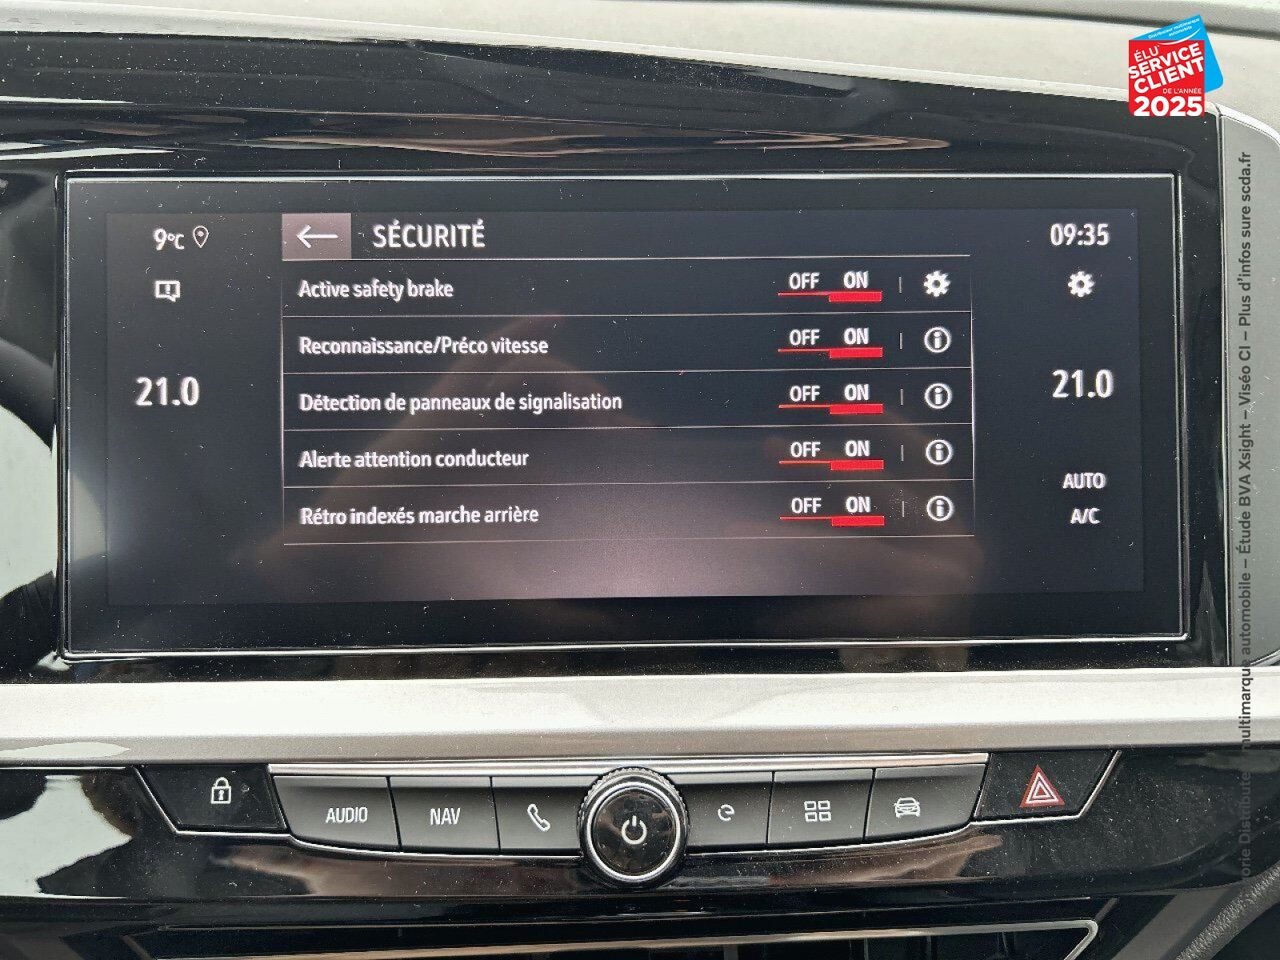 ÉLU
SERVICE
CLIENT
DE L'ANNÉE
2025
9°C
SÉCURITÉ
09:35
Active safety brake
OFF ON
Reconnaissance/Préco vitesse
OFF ON
21.0
21.0
Détection de panneaux de signalisation
OFF ON
Alerte attention conducteur
OFF ON
AUTO
Rétro indexés marche arrière
OFF ON
A/C
AUDIO
NAV
multimarque automobile – Étude BVA Xsight – Viséo CI – Plus d'infos sure scda.fr